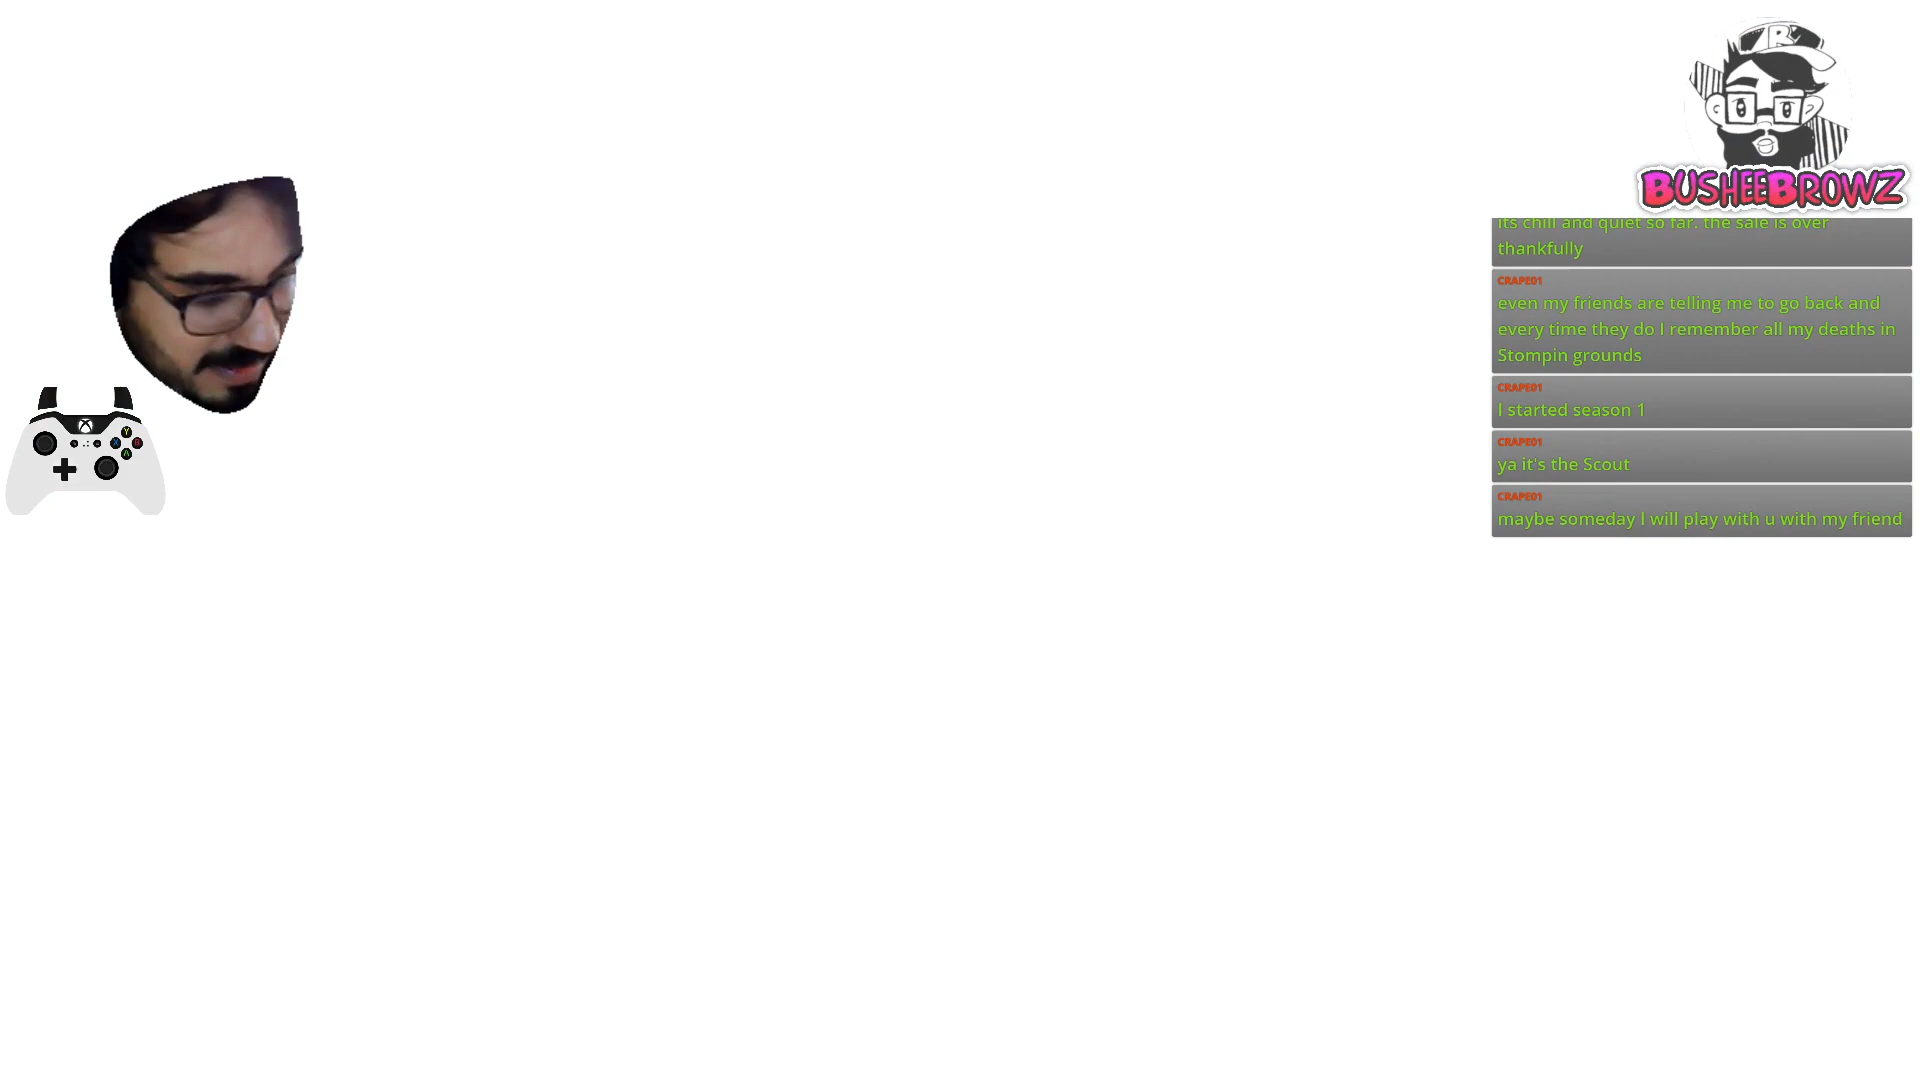 R
BUSHEEBROWZ
its chill and quiet so far. the sale is over
thankfully
CRAPE01
even my friends are telling me to go back and
every time they do I remember all my deaths in
Stompin grounds
CRAPE01
I started season 1
CRAPE01
ya it's the Scout
CRAPE01
maybe someday I will play with u with my friend
Y
X
B
A